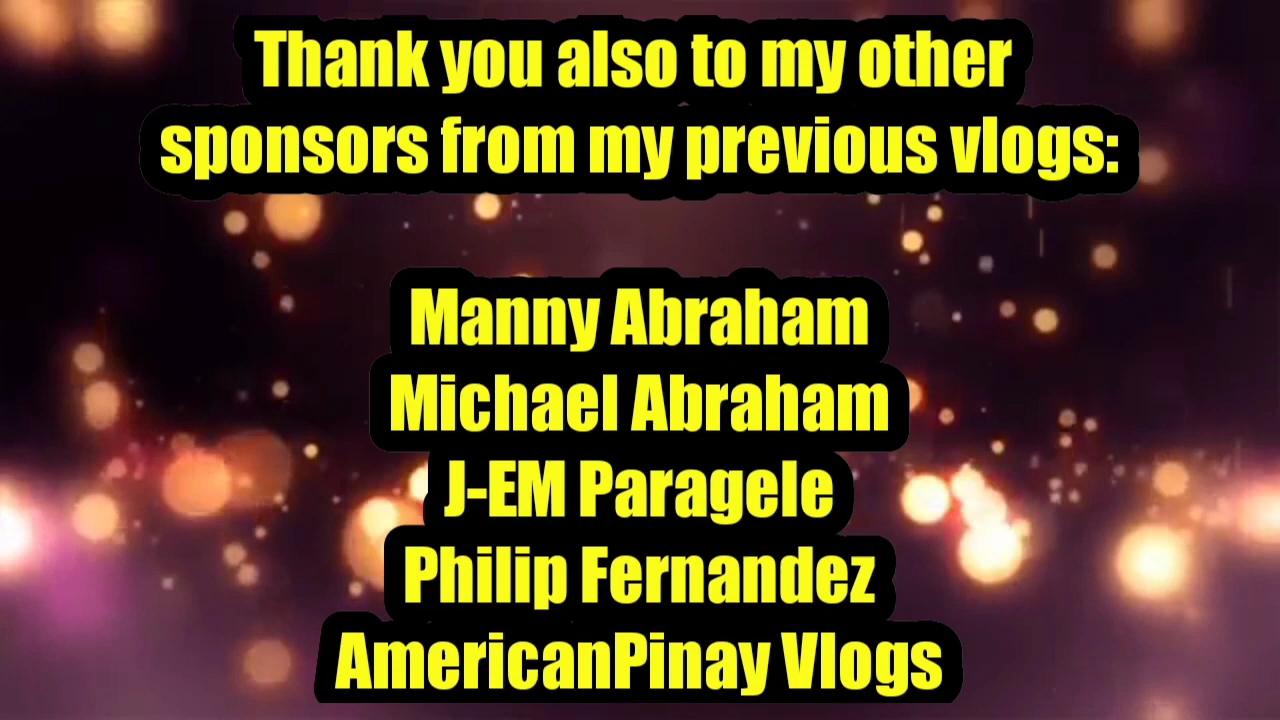 Thank you also to my other
sponsors from my previous vlogs:
Manny Abraham
Michael Abraham
J-EM Paragele
Philip Fernandez
AmericanPinay Vlogs